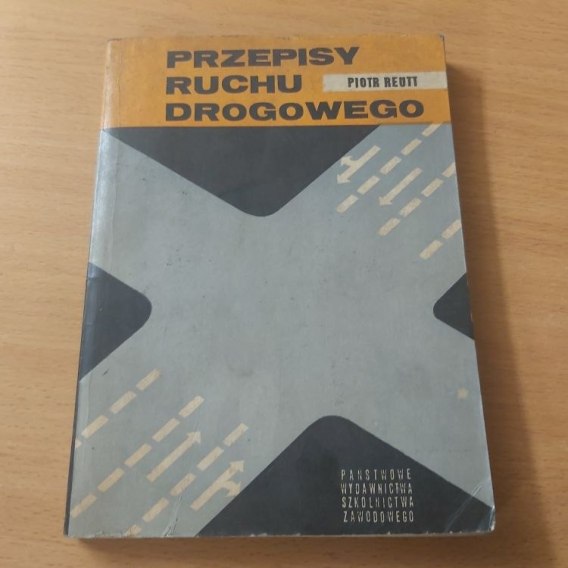 PRZEPISY
RUCHU
PIOTR REUTT
DROGOWEGO
PAŃSTWOWE
WYDAWNICTWA
SZKOLNICTWA
ZAWODOWEGO